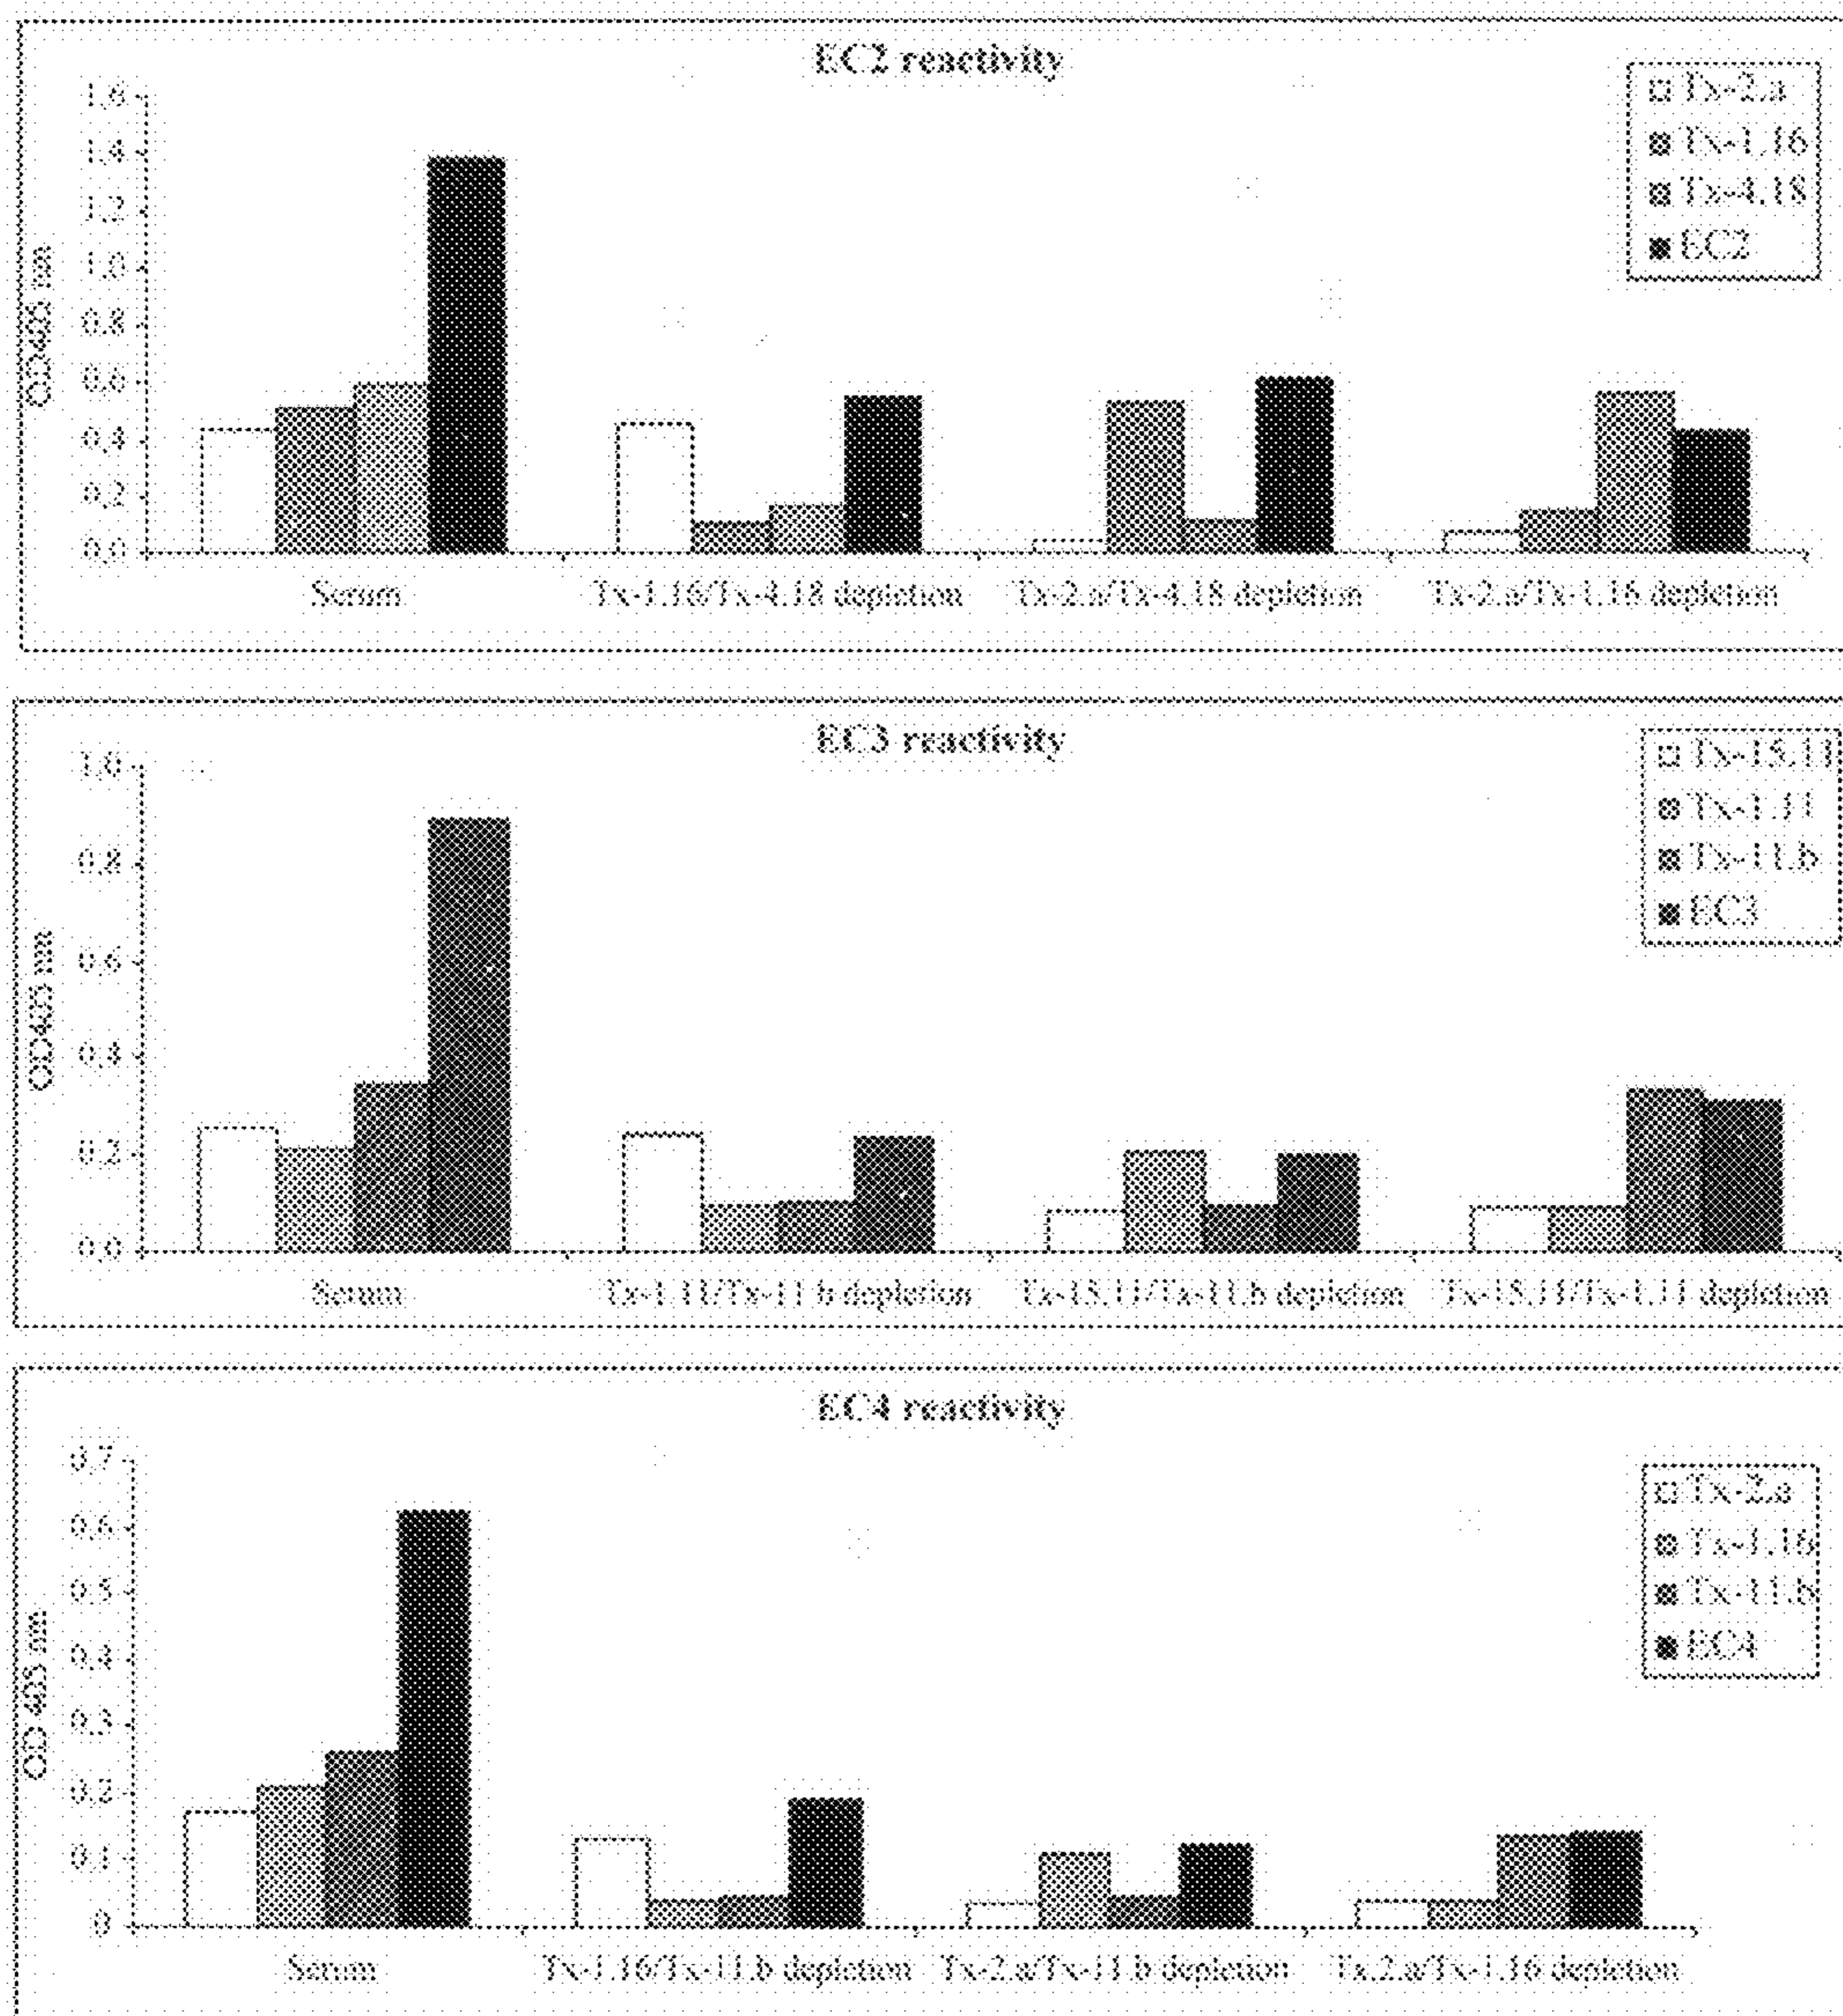 EC2 reactivity
1.6
1.4
1.2
1.0
0.8
0.6
0.4
0.2
0.0
Tx-2.a
Tx-1.16
Tx-4.18
EC2
Serum
Tx-1.16/Tx-4.18 depletion
Tx-2.a/Tx-4.18 depletion
Tx-2.a/Tx-1.16 depletion
EC3 reactivity
1.0
0.8
0.6
0.4
0.2
0.0
Tx-15.11
Tx-1.11
Tx-11.b
EC3
Serum
Tx-1.11/Tx-11.b depletion
Tx-15.11/Tx-11.b depletion
Tx-15.11/Tx-1.11 depletion
EC4 reactivity
OD 485 nm
0.7
0.6
0.5
0.4
0.3
0.2
0.1
0
Tx-2.a
Tx-1.16
Tx-11.b
EC4
Serum
Tx-1.16/Tx-11.b depletion
Tx-2.a/Tx-11.b depletion
Tx.2.a/Tx-1.16 depletion